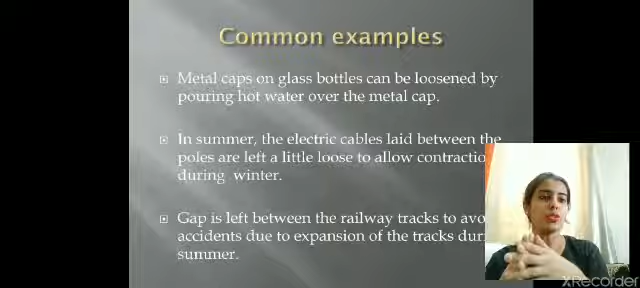 Common examples
Metal caps on glass bottles can be loosened by
pouring hot water over the metal cap.
In summer, the electric cables laid between the
poles are left a little loose to allow
during winter.
Gap is left between the railway tracks to
accidents due to expansion of the tracks
summer.
XRecorder